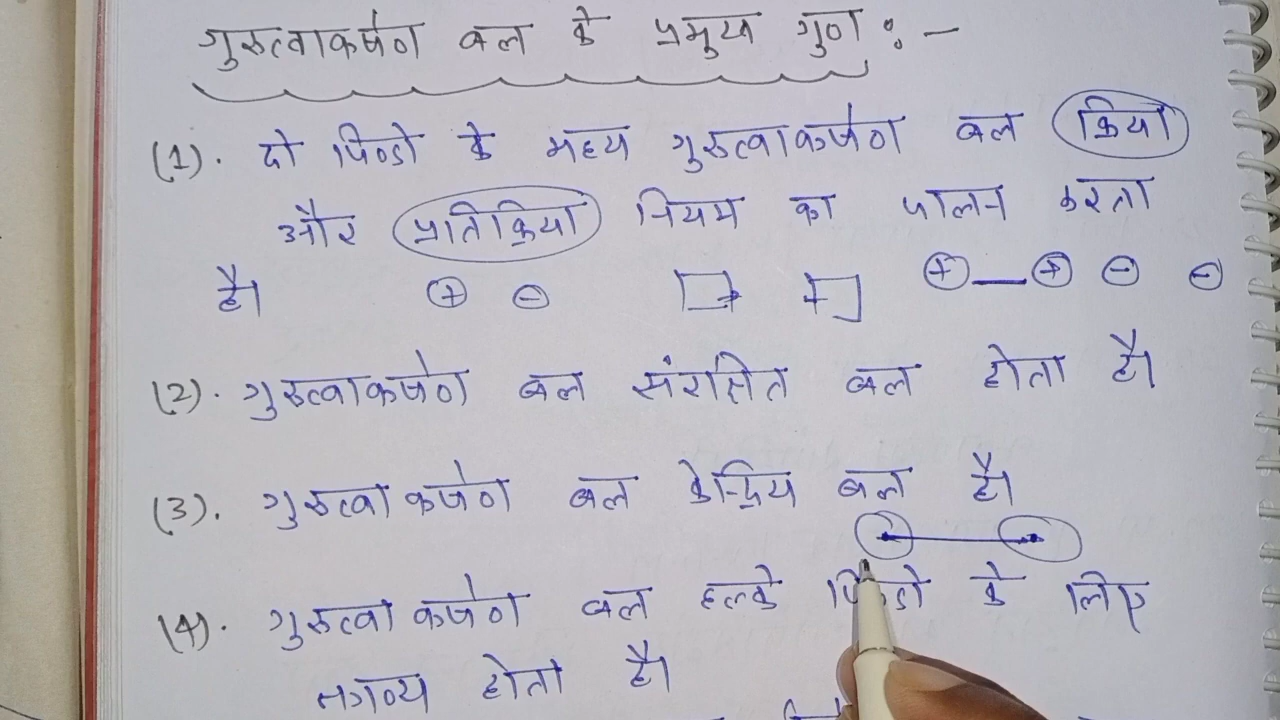 गुरुत्वाकर्षण बल के प्रमुख गुण :-
(1). दो पिण्डो के मध्य गुरुत्वाकर्षण बल क्रिया
और प्रतिक्रिया नियम का पालन करता
है। + - + + - -
(2). गुरुत्वाकर्षण बल संरक्षित बल होता है।
(3). गुरुत्वाकर्षण बल केन्द्रिय बल है।
(4). गुरुत्वाकर्षण बल हल्के पिण्डो के लिए
नगण्य होता है।